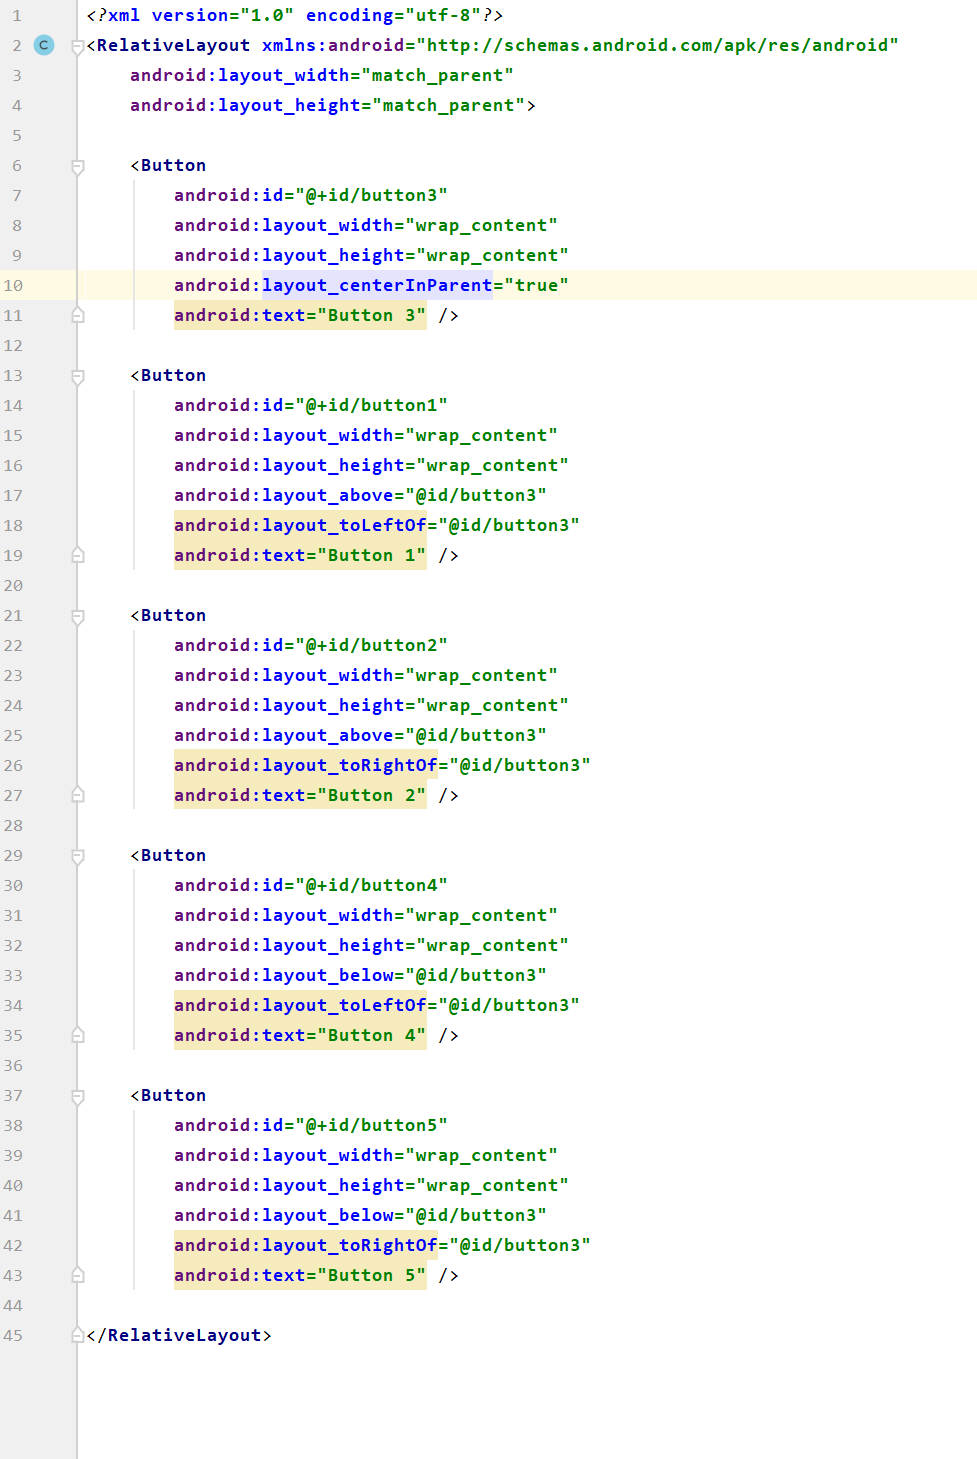 1 <?xml version="1.0" encoding="utf-8"?>
2 C <RelativeLayout xmlns:android="http://schemas.android.com/apk/res/android"
3     android:layout_width="match_parent"
4     android:layout_height="match_parent">
5
6     <Button
7         android:id="@+id/button3"
8         android:layout_width="wrap_content"
9         android:layout_height="wrap_content"
10         android:layout_centerInParent="true"
11         android:text="Button 3" />
12
13     <Button
14         android:id="@+id/button1"
15         android:layout_width="wrap_content"
16         android:layout_height="wrap_content"
17         android:layout_above="@id/button3"
18         android:layout_toLeftOf="@id/button3"
19         android:text="Button 1" />
20
21     <Button
22         android:id="@+id/button2"
23         android:layout_width="wrap_content"
24         android:layout_height="wrap_content"
25         android:layout_above="@id/button3"
26         android:layout_toRightOf="@id/button3"
27         android:text="Button 2" />
28
29     <Button
30         android:id="@+id/button4"
31         android:layout_width="wrap_content"
32         android:layout_height="wrap_content"
33         android:layout_below="@id/button3"
34         android:layout_toLeftOf="@id/button3"
35         android:text="Button 4" />
36
37     <Button
38         android:id="@+id/button5"
39         android:layout_width="wrap_content"
40         android:layout_height="wrap_content"
41         android:layout_below="@id/button3"
42         android:layout_toRightOf="@id/button3"
43         android:text="Button 5" />
44
45 </RelativeLayout>